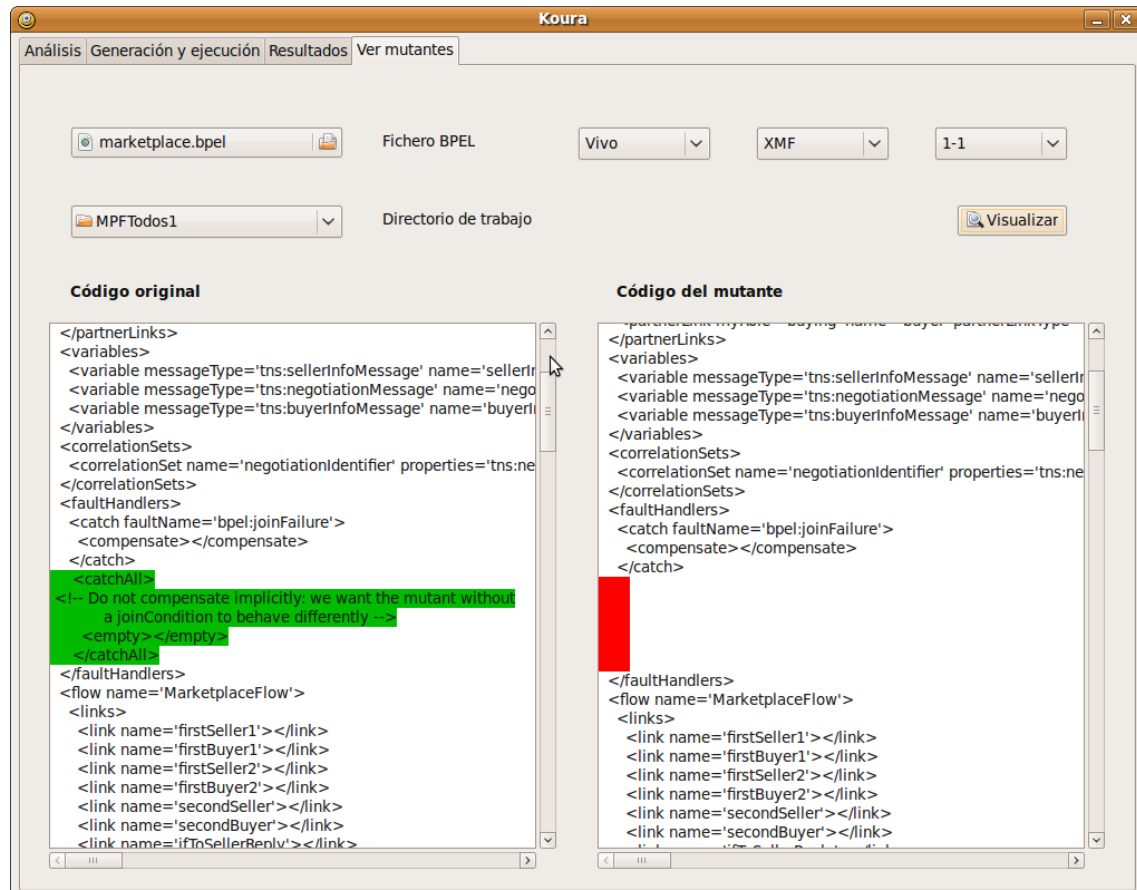 Koura
Análisis Generación y ejecución Resultados Ver mutantes
marketplace.bpel Fichero BPEL Vivo XMF 1-1
MPFTodos1 Directorio de trabajo Visualizar
Código original
</partnerLinks>
<variables>
<variable messageType='tns:sellerInfoMessage' name='sellerIn
<variable messageType='tns:negotiationMessage' name='nego
<variable messageType='tns:buyerInfoMessage' name='buyerI
</variables>
<correlationSets>
<correlationSet name='negotiationIdentifier' properties='tns:ne
</correlationSets>
<faultHandlers>
<catch faultName='bpel:joinFailure'>
<compensate></compensate>
</catch>
<catchAll>
<!-- Do not compensate implicitly: we want the mutant without
a joinCondition to behave differently -->
<empty></empty>
</catchAll>
</faultHandlers>
<flow name='MarketplaceFlow'>
<links>
<link name='firstSeller1'></link>
<link name='firstBuyer1'></link>
<link name='firstSeller2'></link>
<link name='firstBuyer2'></link>
<link name='secondSeller'></link>
<link name='secondBuyer'></link>
<link name='ifToSellerReply'></link>
Código del mutante
</partnerLinks>
<variables>
<variable messageType='tns:sellerInfoMessage' name='sellerIn
<variable messageType='tns:negotiationMessage' name='nego
<variable messageType='tns:buyerInfoMessage' name='buyerI
</variables>
<correlationSets>
<correlationSet name='negotiationIdentifier' properties='tns:ne
</correlationSets>
<faultHandlers>
<catch faultName='bpel:joinFailure'>
<compensate></compensate>
</catch>
</faultHandlers>
<flow name='MarketplaceFlow'>
<links>
<link name='firstSeller1'></link>
<link name='firstBuyer1'></link>
<link name='firstSeller2'></link>
<link name='firstBuyer2'></link>
<link name='secondSeller'></link>
<link name='secondBuyer'></link>